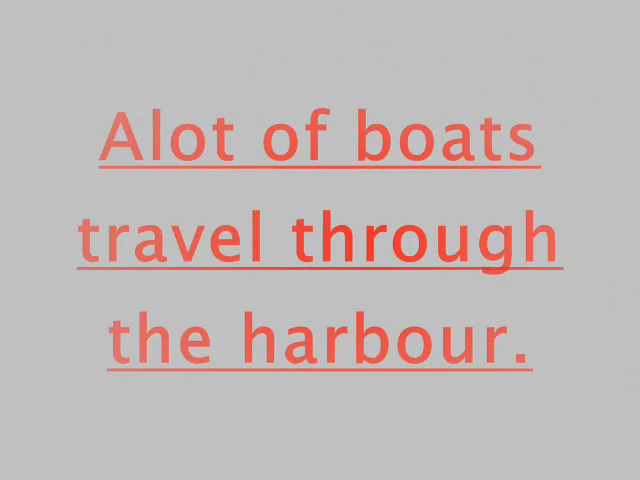 Alot of boats
travel through
the harbour.